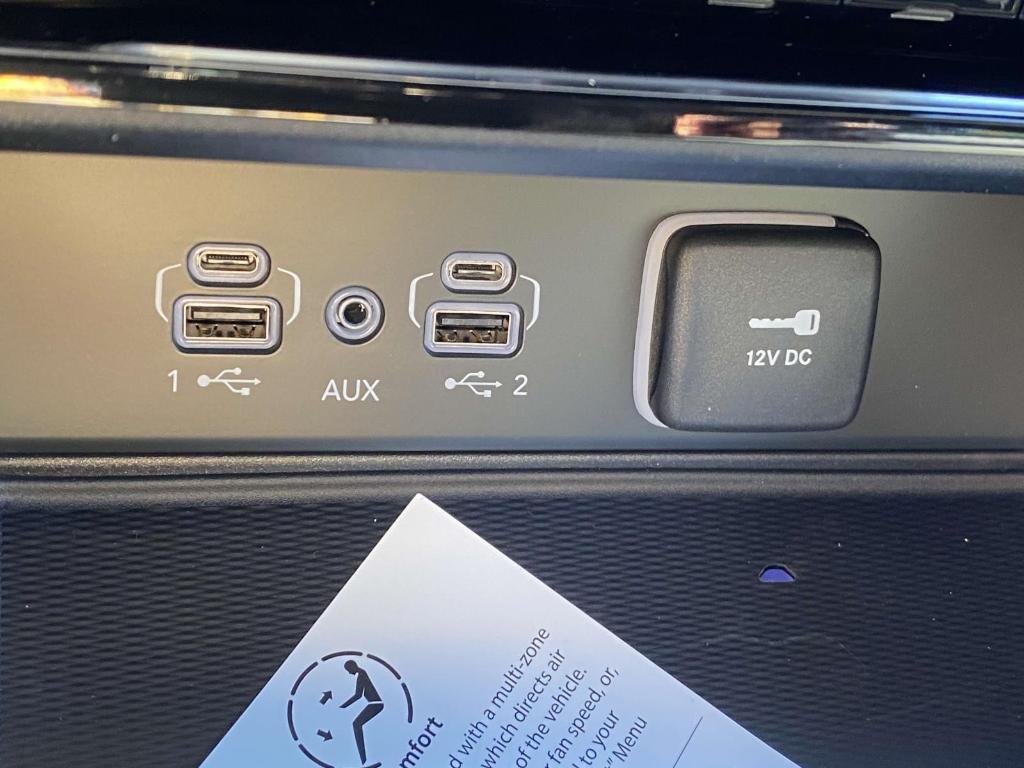 1
AUX
2
12V DC
mfort
d with a multi-zone
which directs air
of the vehicle.
r fan speed, or,
l to your
" Menu